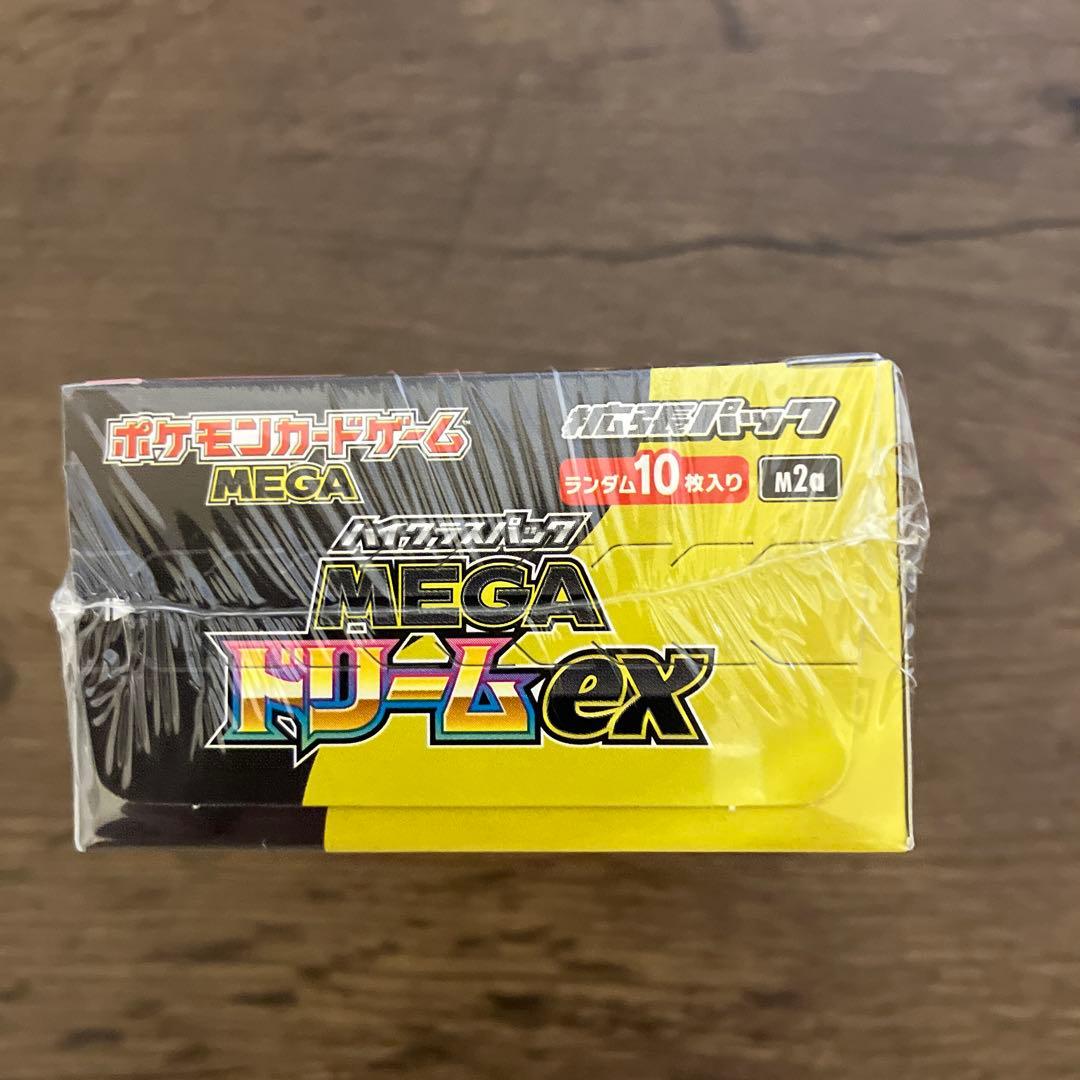 ポケモンカードゲーム™
MEGA
拡張パック
ランダム10枚入り
M2a
ハイクラスパック
MEGA
ドリームex